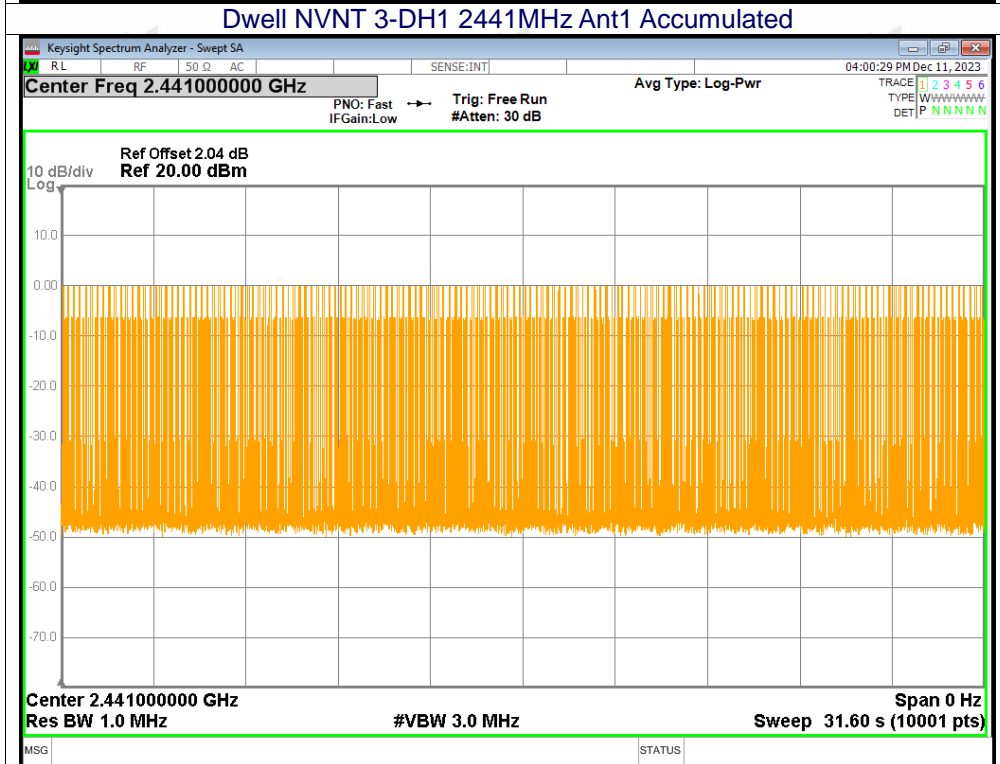 Dwell NVNT 3-DH1 2441MHz Ant1 Accumulated
Keysight Spectrum Analyzer - Swept SA
LXI RL RF 50 Ω AC SENSE:INT 04:00:29 PM Dec 11, 2023
Center Freq 2.441000000 GHz
PNO: Fast
IFGain:Low
Trig: Free Run
#Atten: 30 dB
Avg Type: Log-Pwr
TRACE 1 2 3 4 5 6
TYPE WWWWWW
DET P N N N N N
Ref Offset 2.04 dB
10 dB/div Ref 20.00 dBm
Log
10.0
0.00
-10.0
-20.0
-30.0
-40.0
-50.0
-60.0
-70.0
Center 2.441000000 GHz Span 0 Hz
Res BW 1.0 MHz #VBW 3.0 MHz Sweep 31.60 s (10001 pts)
MSG STATUS